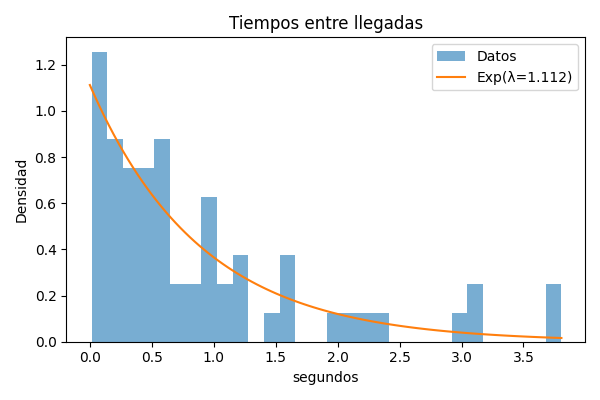 Tiempos entre llegadas
Datos
Exp(λ=1.112)
Densidad
1.2
1.0
0.8
0.6
0.4
0.2
0.0
0.0 0.5 1.0 1.5 2.0 2.5 3.0 3.5
segundos